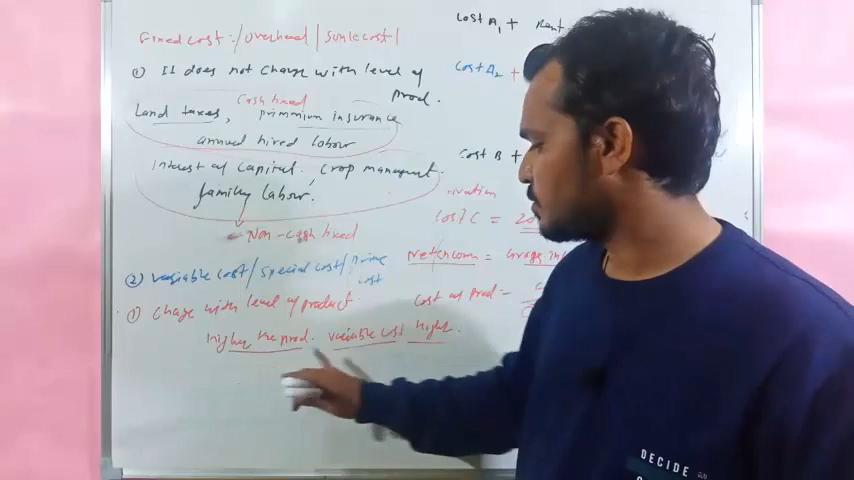 Fixed cost :/ overhead / sunk cost /
① It does not change with level of prod.
Cash fixed
Land taxes, primmium insurance
annual hired labour
interest of capital, crop managment.
family labour.
Non-cash fixed
② variable cost / special cost / prime cost
① Change with level of product.
Higher the prod. variable cost higher.
Cost A1 + Rent
Cost A2 +
Cost B +
Cost C = 
Net Incom =
Cost of Prod =
DECIDE